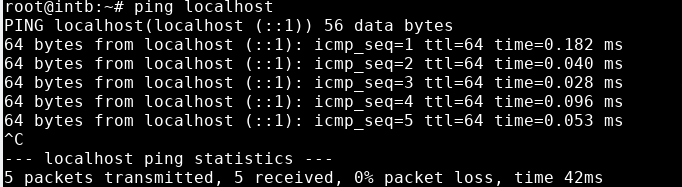 root@intb:~# ping localhost
PING localhost(localhost (::1)) 56 data bytes
64 bytes from localhost (::1): icmp_seq=1 ttl=64 time=0.182 ms
64 bytes from localhost (::1): icmp_seq=2 ttl=64 time=0.040 ms
64 bytes from localhost (::1): icmp_seq=3 ttl=64 time=0.028 ms
64 bytes from localhost (::1): icmp_seq=4 ttl=64 time=0.096 ms
64 bytes from localhost (::1): icmp_seq=5 ttl=64 time=0.053 ms
^C
--- localhost ping statistics ---
5 packets transmitted, 5 received, 0% packet loss, time 42ms